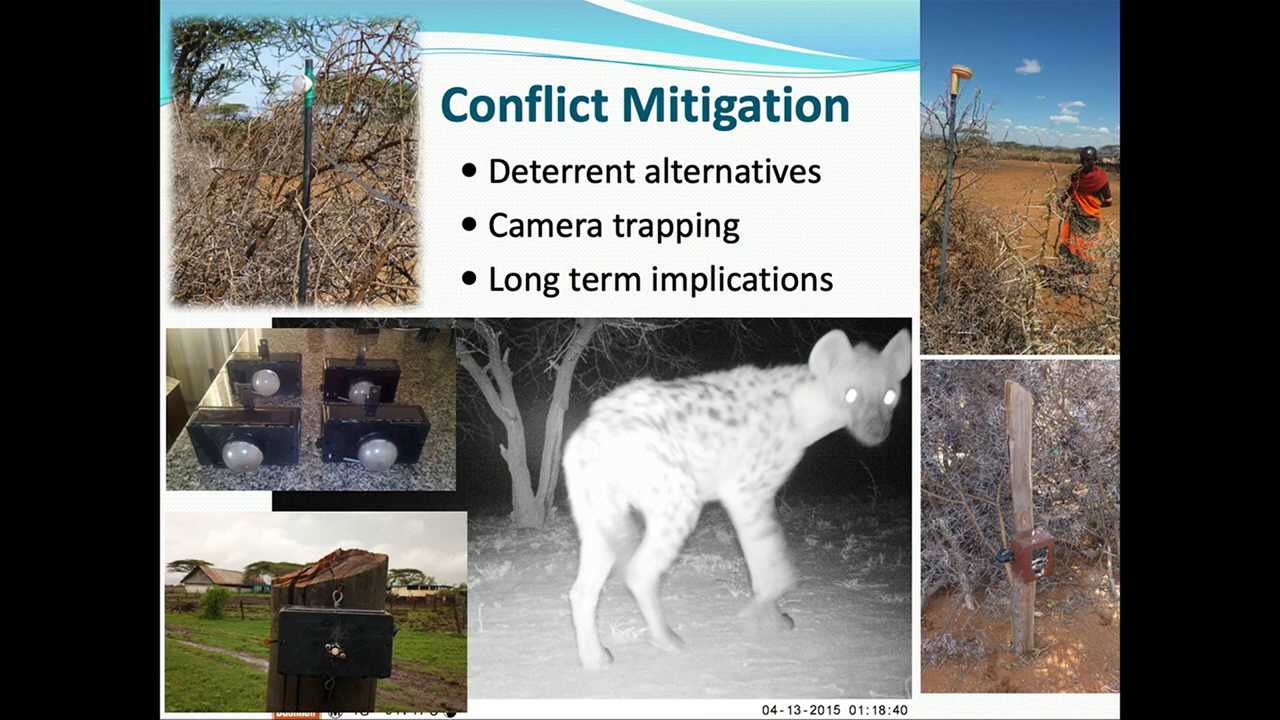 Conflict Mitigation
• Deterrent alternatives
• Camera trapping
• Long term implications
04-13-2015 01:18:40